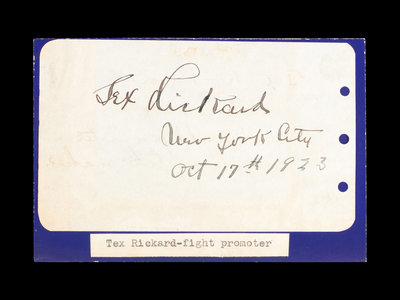 Tex Rickard
New York City
Oct 17th 1923
Tex Rickard-fight promoter